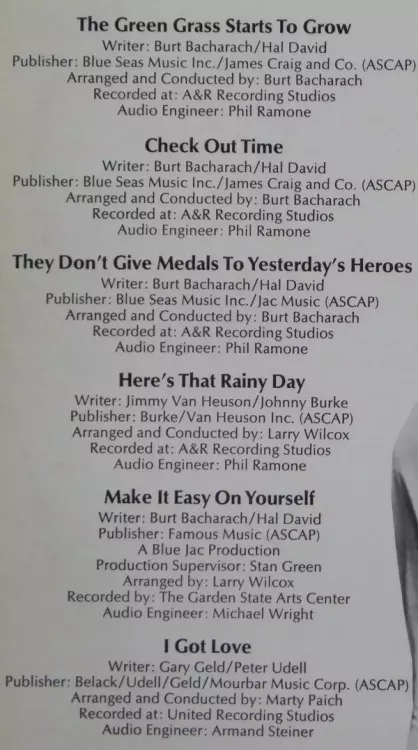 The Green Grass Starts To Grow
Writer: Burt Bacharach/Hal David
Publisher: Blue Seas Music Inc./James Craig and Co. (ASCAP)
Arranged and Conducted by: Burt Bacharach
Recorded at: A&R Recording Studios
Audio Engineer: Phil Ramone
Check Out Time
Writer: Burt Bacharach/Hal David
Publisher: Blue Seas Music Inc./James Craig and Co. (ASCAP)
Arranged and Conducted by: Burt Bacharach
Recorded at: A&R Recording Studios
Audio Engineer: Phil Ramone
They Don't Give Medals To Yesterday's Heroes
Writer: Burt Bacharach/Hal David
Publisher: Blue Seas Music Inc./Jac Music (ASCAP)
Arranged and Conducted by: Burt Bacharach
Recorded at: A&R Recording Studios
Audio Engineer: Phil Ramone
Here's That Rainy Day
Writer: Jimmy Van Heuson/Johnny Burke
Publisher: Burke/Van Heuson Inc. (ASCAP)
Arranged and Conducted by: Larry Wilcox
Recorded at: A&R Recording Studios
Audio Engineer: Phil Ramone
Make It Easy On Yourself
Writer: Burt Bacharach/Hal David
Publisher: Famous Music (ASCAP)
A Blue Jac Production
Production Supervisor: Stan Green
Arranged by: Larry Wilcox
Recorded by: The Garden State Arts Center
Audio Engineer: Michael Wright
I Got Love
Writer: Gary Geld/Peter Udell
Publisher: Belack/Udell/Geld/Mourbar Music Corp. (ASCAP)
Arranged and Conducted by: Marty Paich
Recorded at: United Recording Studios
Audio Engineer: Armand Steiner